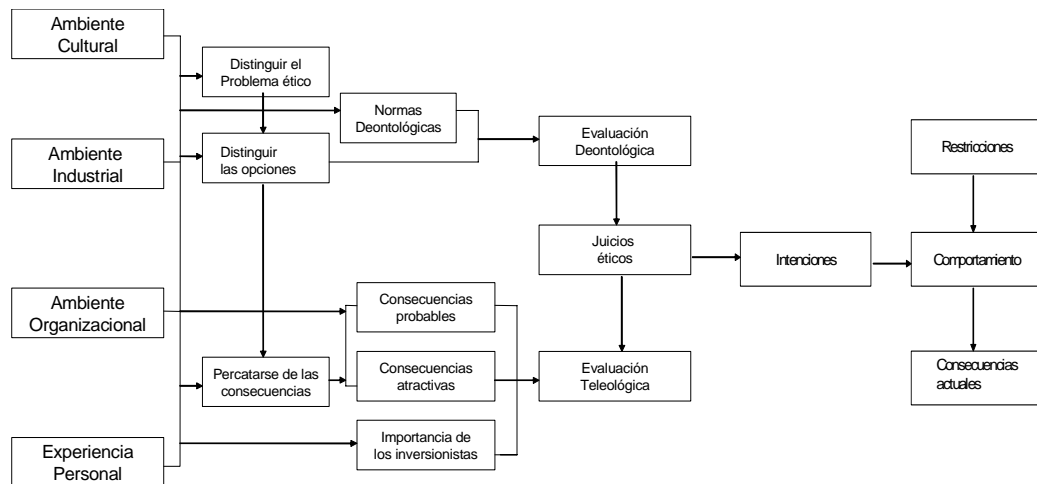 Ambiente
Cultural
Distinguir el
Problema ético
Normas
Deontológicas
Ambiente
Industrial
Distinguir
las opciones
Evaluación
Deontológica
Restricciones
Juicios
éticos
Intenciones
Comportamiento
Ambiente
Organizacional
Consecuencias
probables
Percatarse de las
consecuencias
Consecuencias
atractivas
Evaluación
Teleológica
Consecuencias
actuales
Experiencia
Personal
Importancia de
los inversionistas